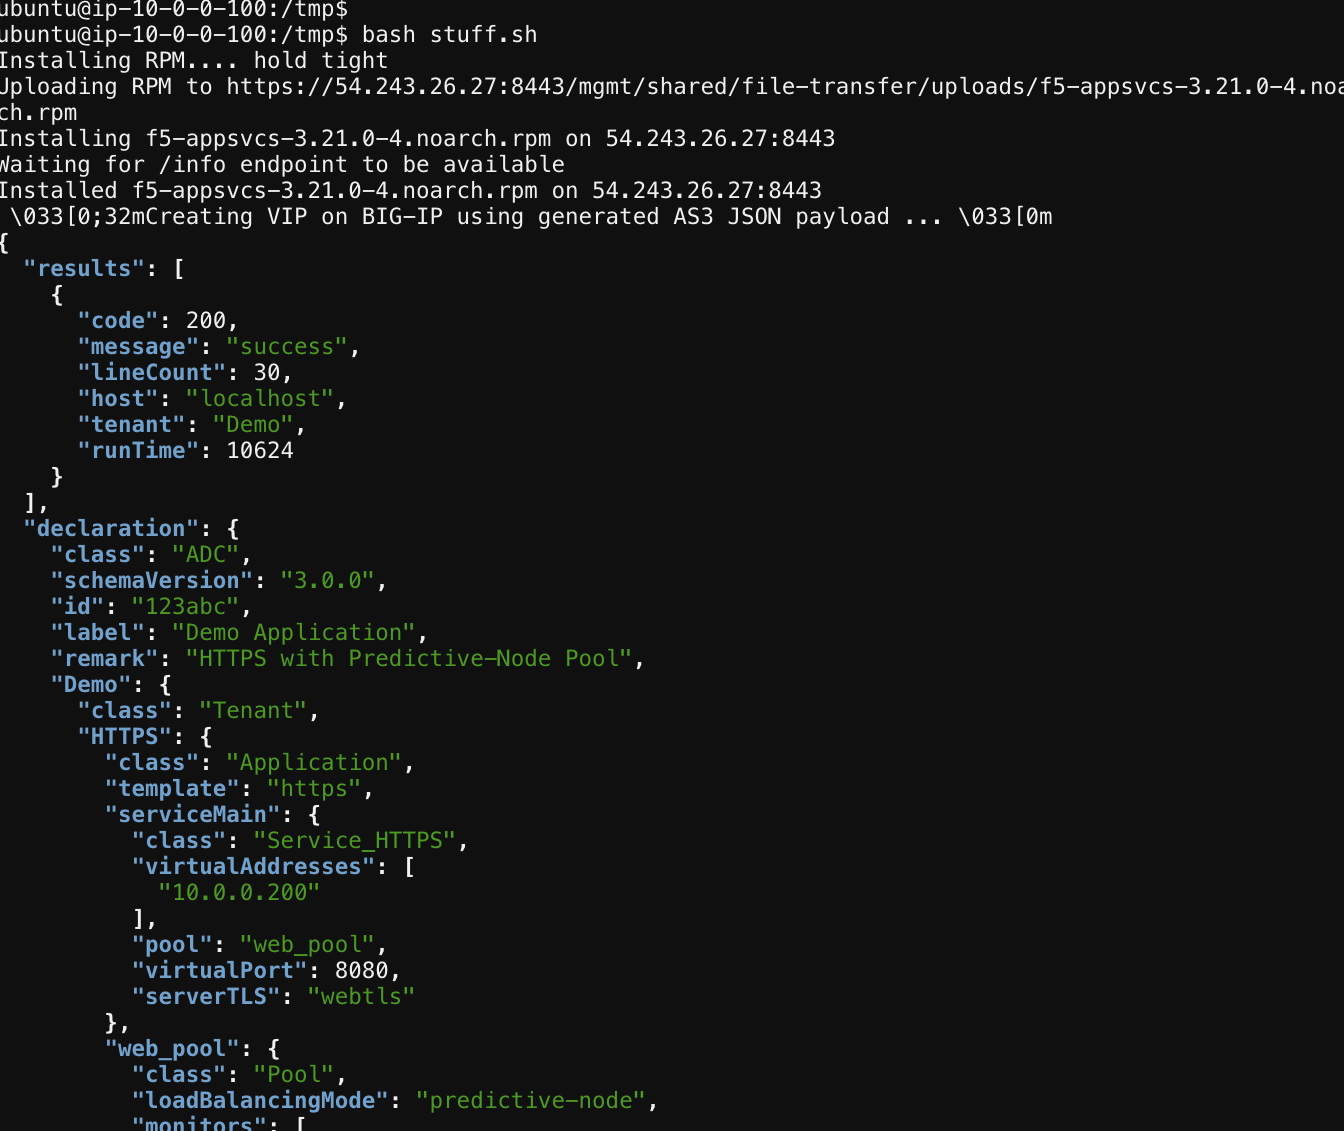 ubuntu@ip-10-0-0-100:/tmp$
ubuntu@ip-10-0-0-100:/tmp$ bash stuff.sh
Installing RPM.... hold tight
Uploading RPM to https://54.243.26.27:8443/mgmt/shared/file-transfer/uploads/f5-appsvcs-3.21.0-4.noa
ch.rpm
Installing f5-appsvcs-3.21.0-4.noarch.rpm on 54.243.26.27:8443
Waiting for /info endpoint to be available
Installed f5-appsvcs-3.21.0-4.noarch.rpm on 54.243.26.27:8443
 \033[0;32mCreating VIP on BIG-IP using generated AS3 JSON payload ... \033[0m
{
  "results": [
    {
      "code": 200,
      "message": "success",
      "lineCount": 30,
      "host": "localhost",
      "tenant": "Demo",
      "runTime": 10624
    }
  ],
  "declaration": {
    "class": "ADC",
    "schemaVersion": "3.0.0",
    "id": "123abc",
    "label": "Demo Application",
    "remark": "HTTPS with Predictive-Node Pool",
    "Demo": {
      "class": "Tenant",
      "HTTPS": {
        "class": "Application",
        "template": "https",
        "serviceMain": {
          "class": "Service_HTTPS",
          "virtualAddresses": [
            "10.0.0.200"
          ],
          "pool": "web_pool",
          "virtualPort": 8080,
          "serverTLS": "webtls"
        },
        "web_pool": {
          "class": "Pool",
          "loadBalancingMode": "predictive-node",
          "monitors": [